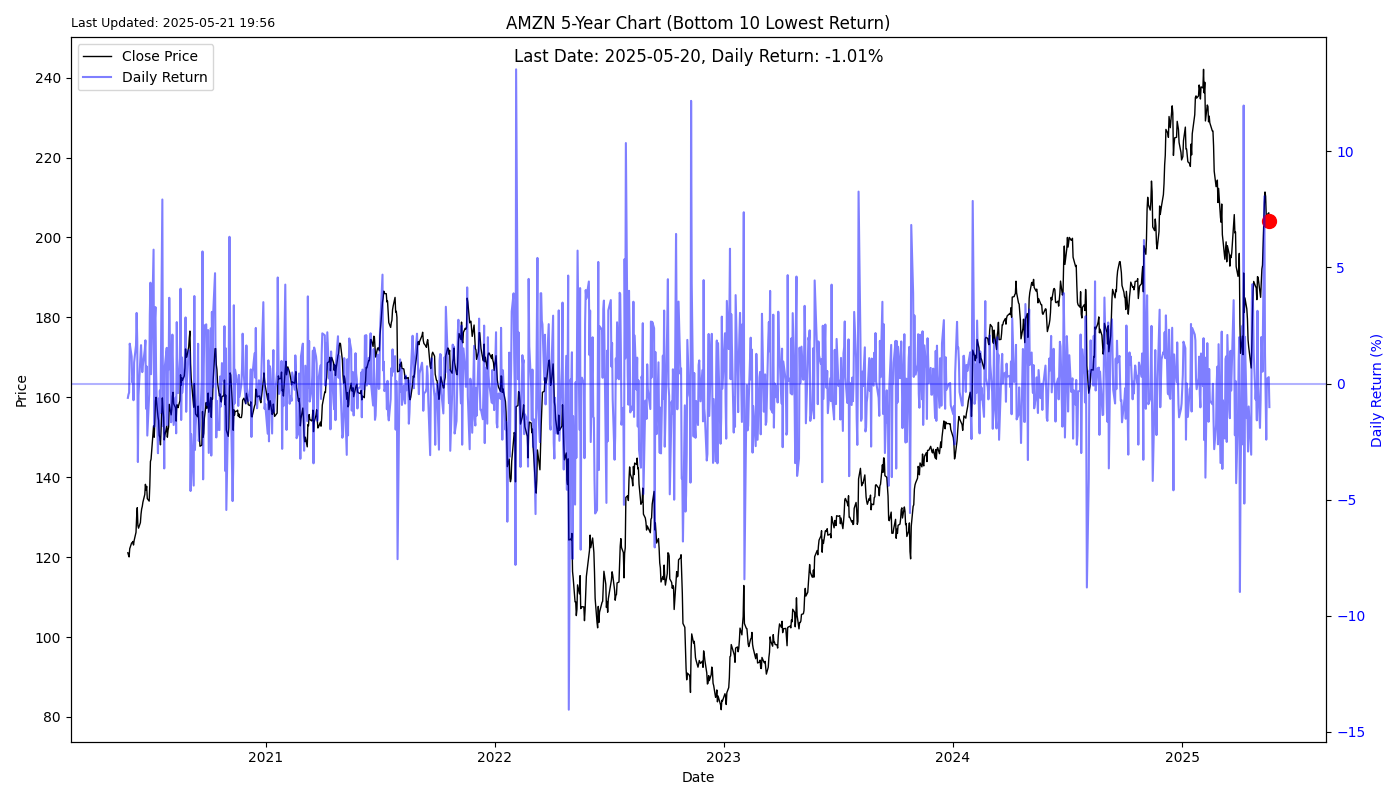 Last Updated: 2025-05-21 19:56
AMZN 5-Year Chart (Bottom 10 Lowest Return)
Last Date: 2025-05-20, Daily Return: -1.01%
Close Price
Daily Return
240
220
200
180
160
140
120
100
80
Price
10
5
0
−5
−10
−15
Daily Return (%)
2021
2022
2023
2024
2025
Date